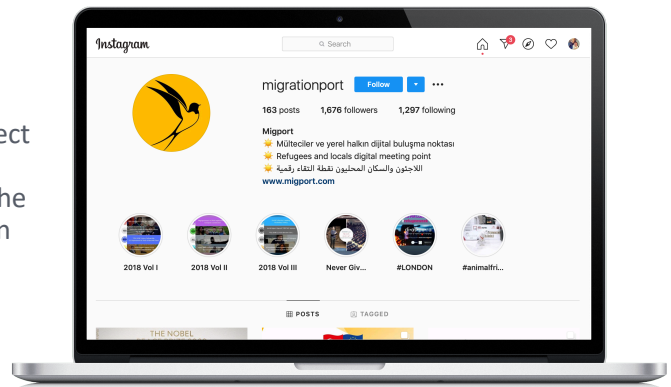 ect
he
n
Instagram
Search
3
migrationport Follow
163 posts 1,676 followers 1,297 following
Migport
Mülteciler ve yerel halkın dijital buluşma noktası
Refugees and locals digital meeting point
اللاجئون والسكان المحليون نقطة التقاء رقمية
www.migport.com
2018 Vol I 2018 Vol II 2018 Vol III Never Giv... #LONDON #animalfri...
POSTS TAGGED
THE NOBEL